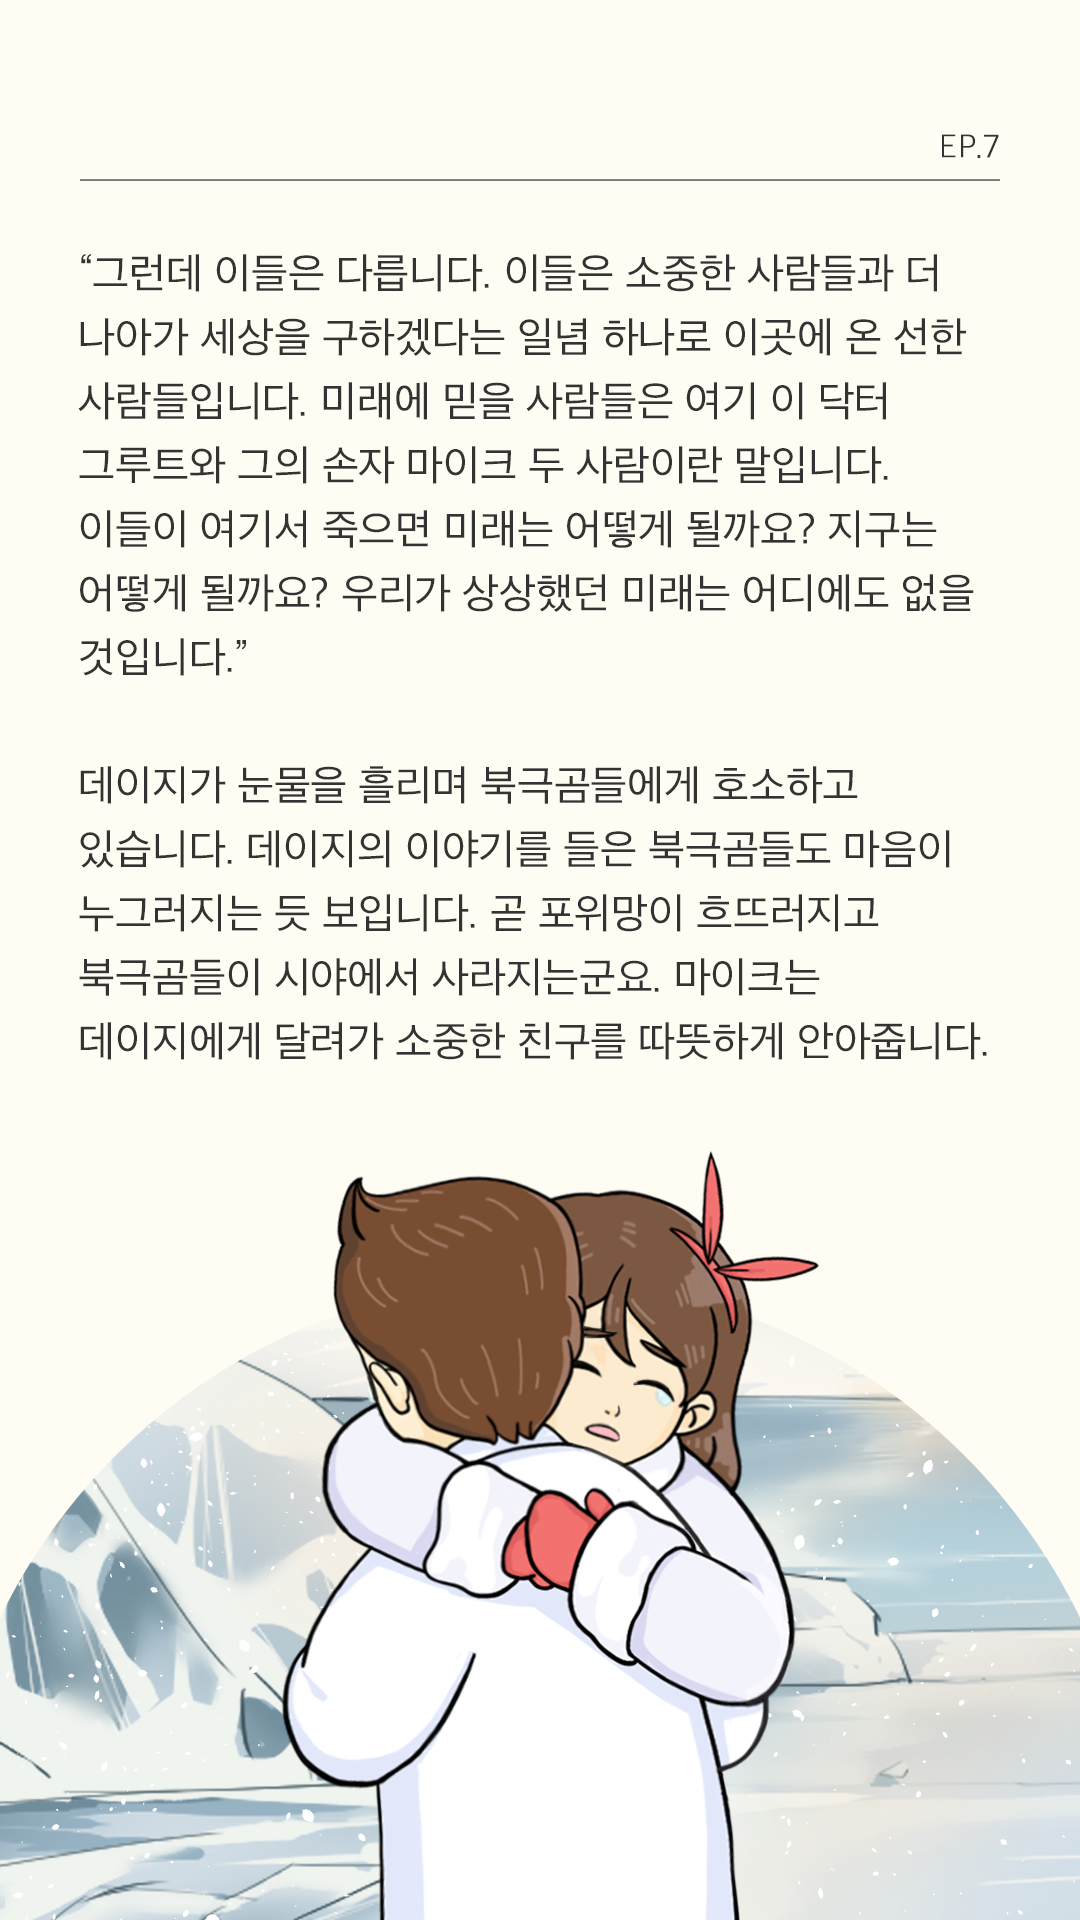 EP.7
“그런데 이들은 다릅니다. 이들은 소중한 사람들과 더
나아가 세상을 구하겠다는 일념 하나로 이곳에 온 선한
사람들입니다. 미래에 믿을 사람들은 여기 이 닥터
그루트와 그의 손자 마이크 두 사람이란 말입니다.
이들이 여기서 죽으면 미래는 어떻게 될까요? 지구는
어떻게 될까요? 우리가 상상했던 미래는 어디에도 없을
것입니다.”
데이지가 눈물을 흘리며 북극곰들에게 호소하고
있습니다. 데이지의 이야기를 들은 북극곰들도 마음이
누그러지는 듯 보입니다. 곧 포위망이 흐뜨러지고
북극곰들이 시야에서 사라지는군요. 마이크는
데이지에게 달려가 소중한 친구를 따뜻하게 안아줍니다.